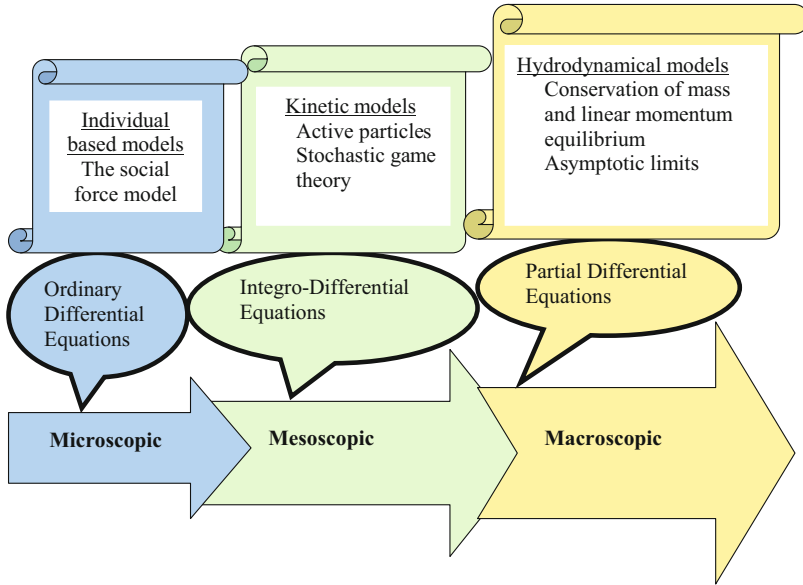 Individual
based models
The social
force model
Kinetic models
Active particles
Stochastic game
theory
Hydrodynamical models
Conservation of mass
and linear momentum
equilibrium
Asymptotic limits
Ordinary
Differential
Equations
Integro-Differential
Equations
Partial Differential
Equations
Microscopic
Mesoscopic
Macroscopic